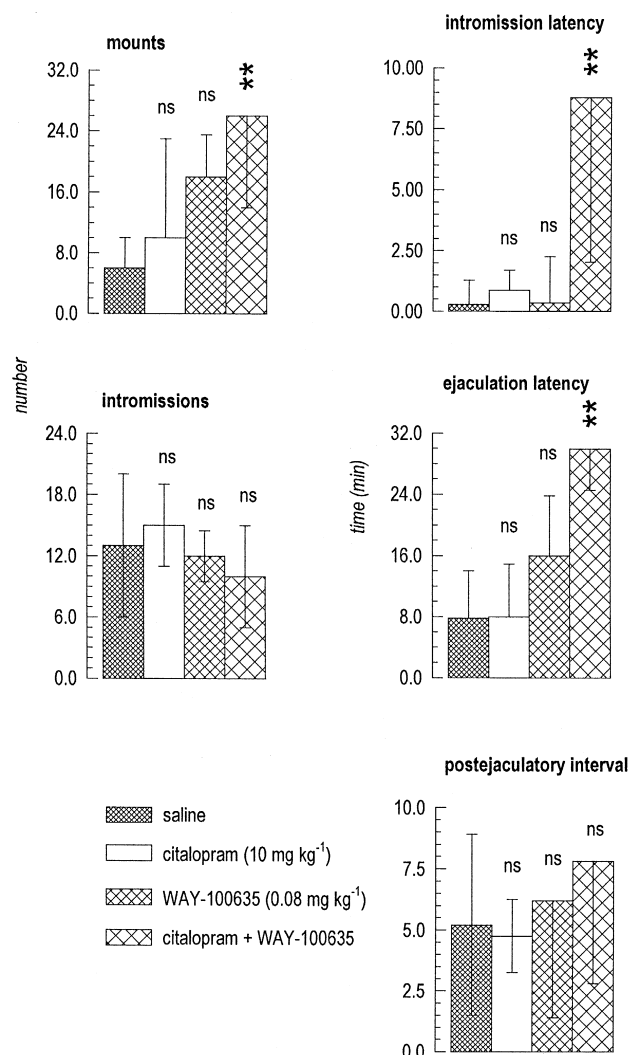 mounts
32.0
24.0
16.0
8.0
0.0
ns
ns
**
intromission latency
10.00
7.50
5.00
2.50
0.00
ns
ns
**
number
intromissions
24.0
18.0
12.0
6.0
0.0
ns
ns
ns
time (min)
ejaculation latency
32.0
24.0
16.0
8.0
0.0
ns
ns
**
saline
citalopram (10 mg kg⁻¹)
WAY-100635 (0.08 mg kg⁻¹)
citalopram + WAY-100635
postejaculatory interval
10.0
7.5
5.0
2.5
0.0
ns
ns
ns